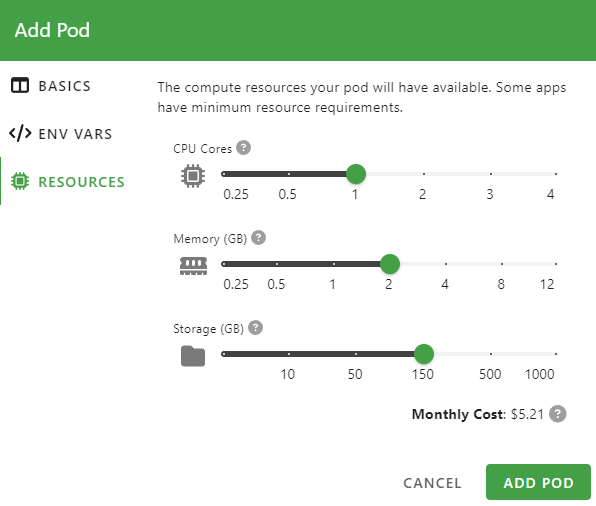 Add Pod
BASICS
ENV VARS
RESOURCES
The compute resources your pod will have available. Some apps
have minimum resource requirements.
CPU Cores ?
0.25 0.5 1 2 3 4
Memory (GB) ?
0.25 0.5 1 2 4 8 12
Storage (GB) ?
10 50 150 500 1000
Monthly Cost: $5.21 ?
CANCEL ADD POD